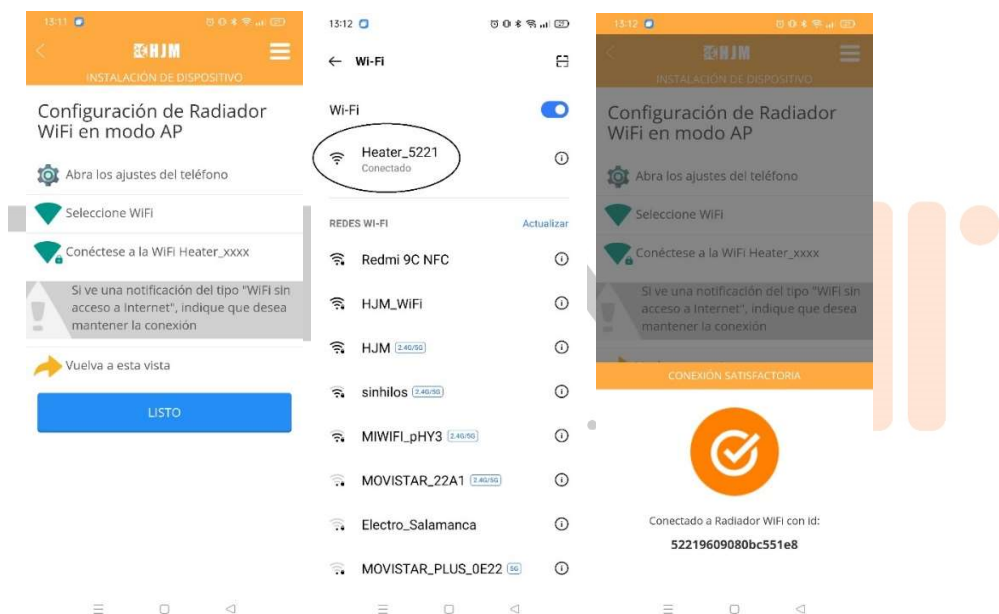 13:11
HJM
INSTALACIÓN DE DISPOSITIVO
Configuración de Radiador
WiFi en modo AP
Abra los ajustes del teléfono
Seleccione WiFi
Conéctese a la WiFi Heater_xxxx
Si ve una notificación del tipo "WiFi sin
acceso a Internet", indique que desea
mantener la conexión
Vuelva a esta vista
LISTO
13:12
Wi-Fi
Wi-Fi
Heater_5221
Conectado
REDES WI-FI
Actualizar
Redmi 9C NFC
HJM_WiFi
HJM 2.4G/5G
sinhilos 2.4G/5G
MIWIFI_pHY3 2.4G/5G
MOVISTAR_22A1 2.4G/5G
Electro_Salamanca
MOVISTAR_PLUS_0E22 5G
13:12
HJM
INSTALACIÓN DE DISPOSITIVO
Configuración de Radiador
WiFi en modo AP
Abra los ajustes del teléfono
Seleccione WiFi
Conéctese a la WiFi Heater_xxxx
Si ve una notificación del tipo "WiFi sin
acceso a Internet", indique que desea
mantener la conexión
CONEXIÓN SATISFACTORIA
Conectado a Radiador WiFi con id:
52219609080bc551e8